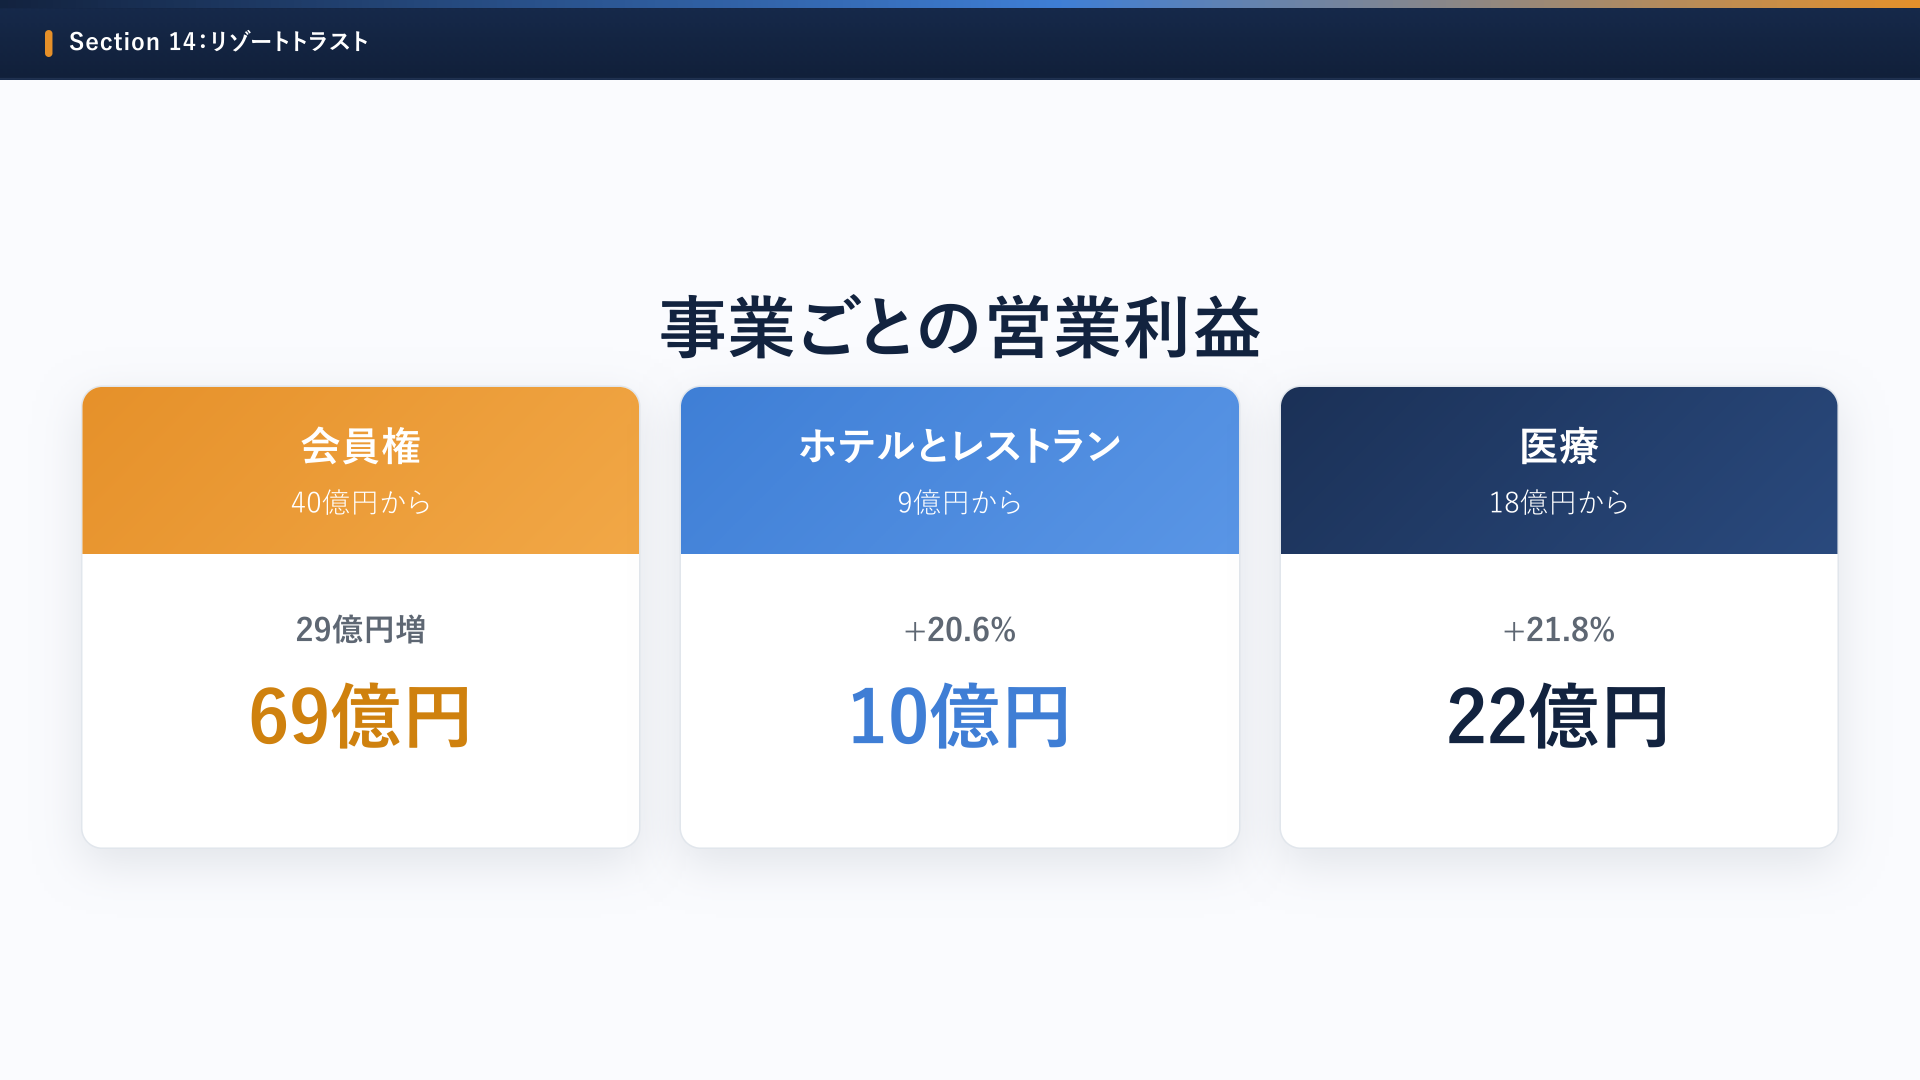 Section 14：リゾートトラスト
事業ごとの営業利益
会員権
40億円から
29億円増
69億円
ホテルとレストラン
9億円から
+20.6%
10億円
医療
18億円から
+21.8%
22億円